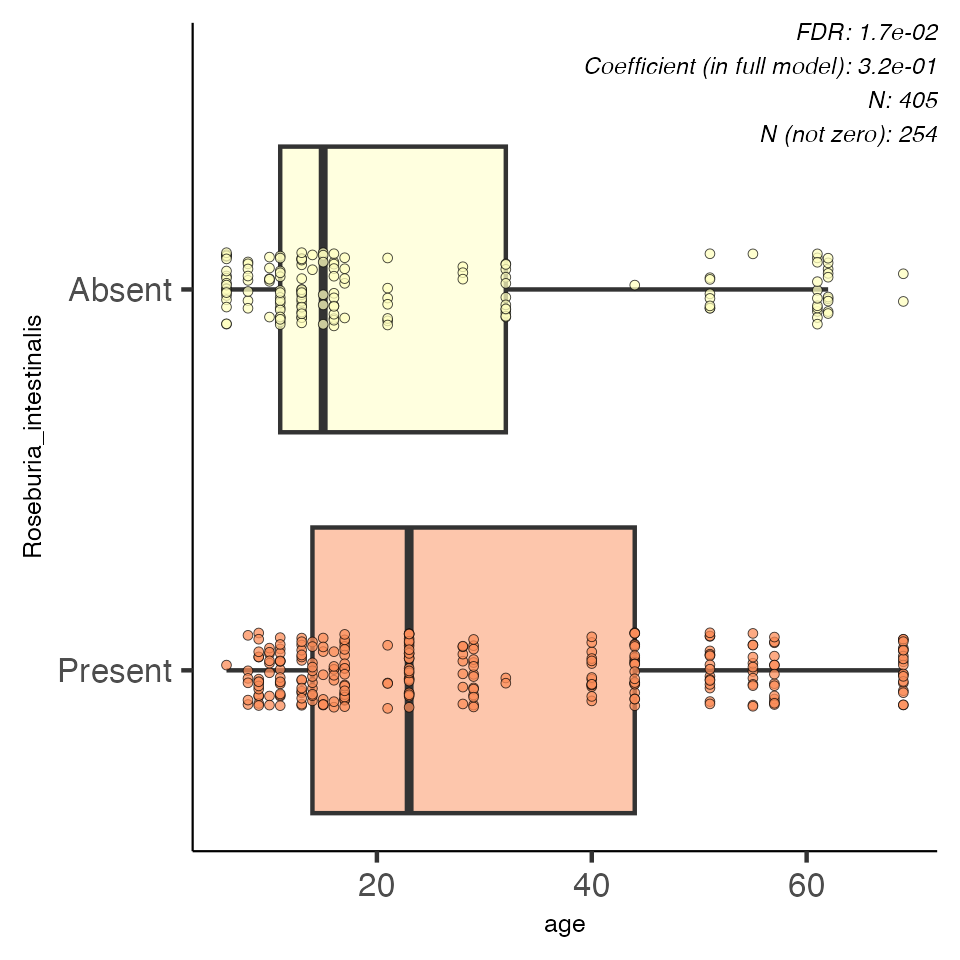 FDR: 1.7e-02
Coefficient (in full model): 3.2e-01
N: 405
N (not zero): 254
Roseburia_intestinalis
Absent
Present
20 40 60
age